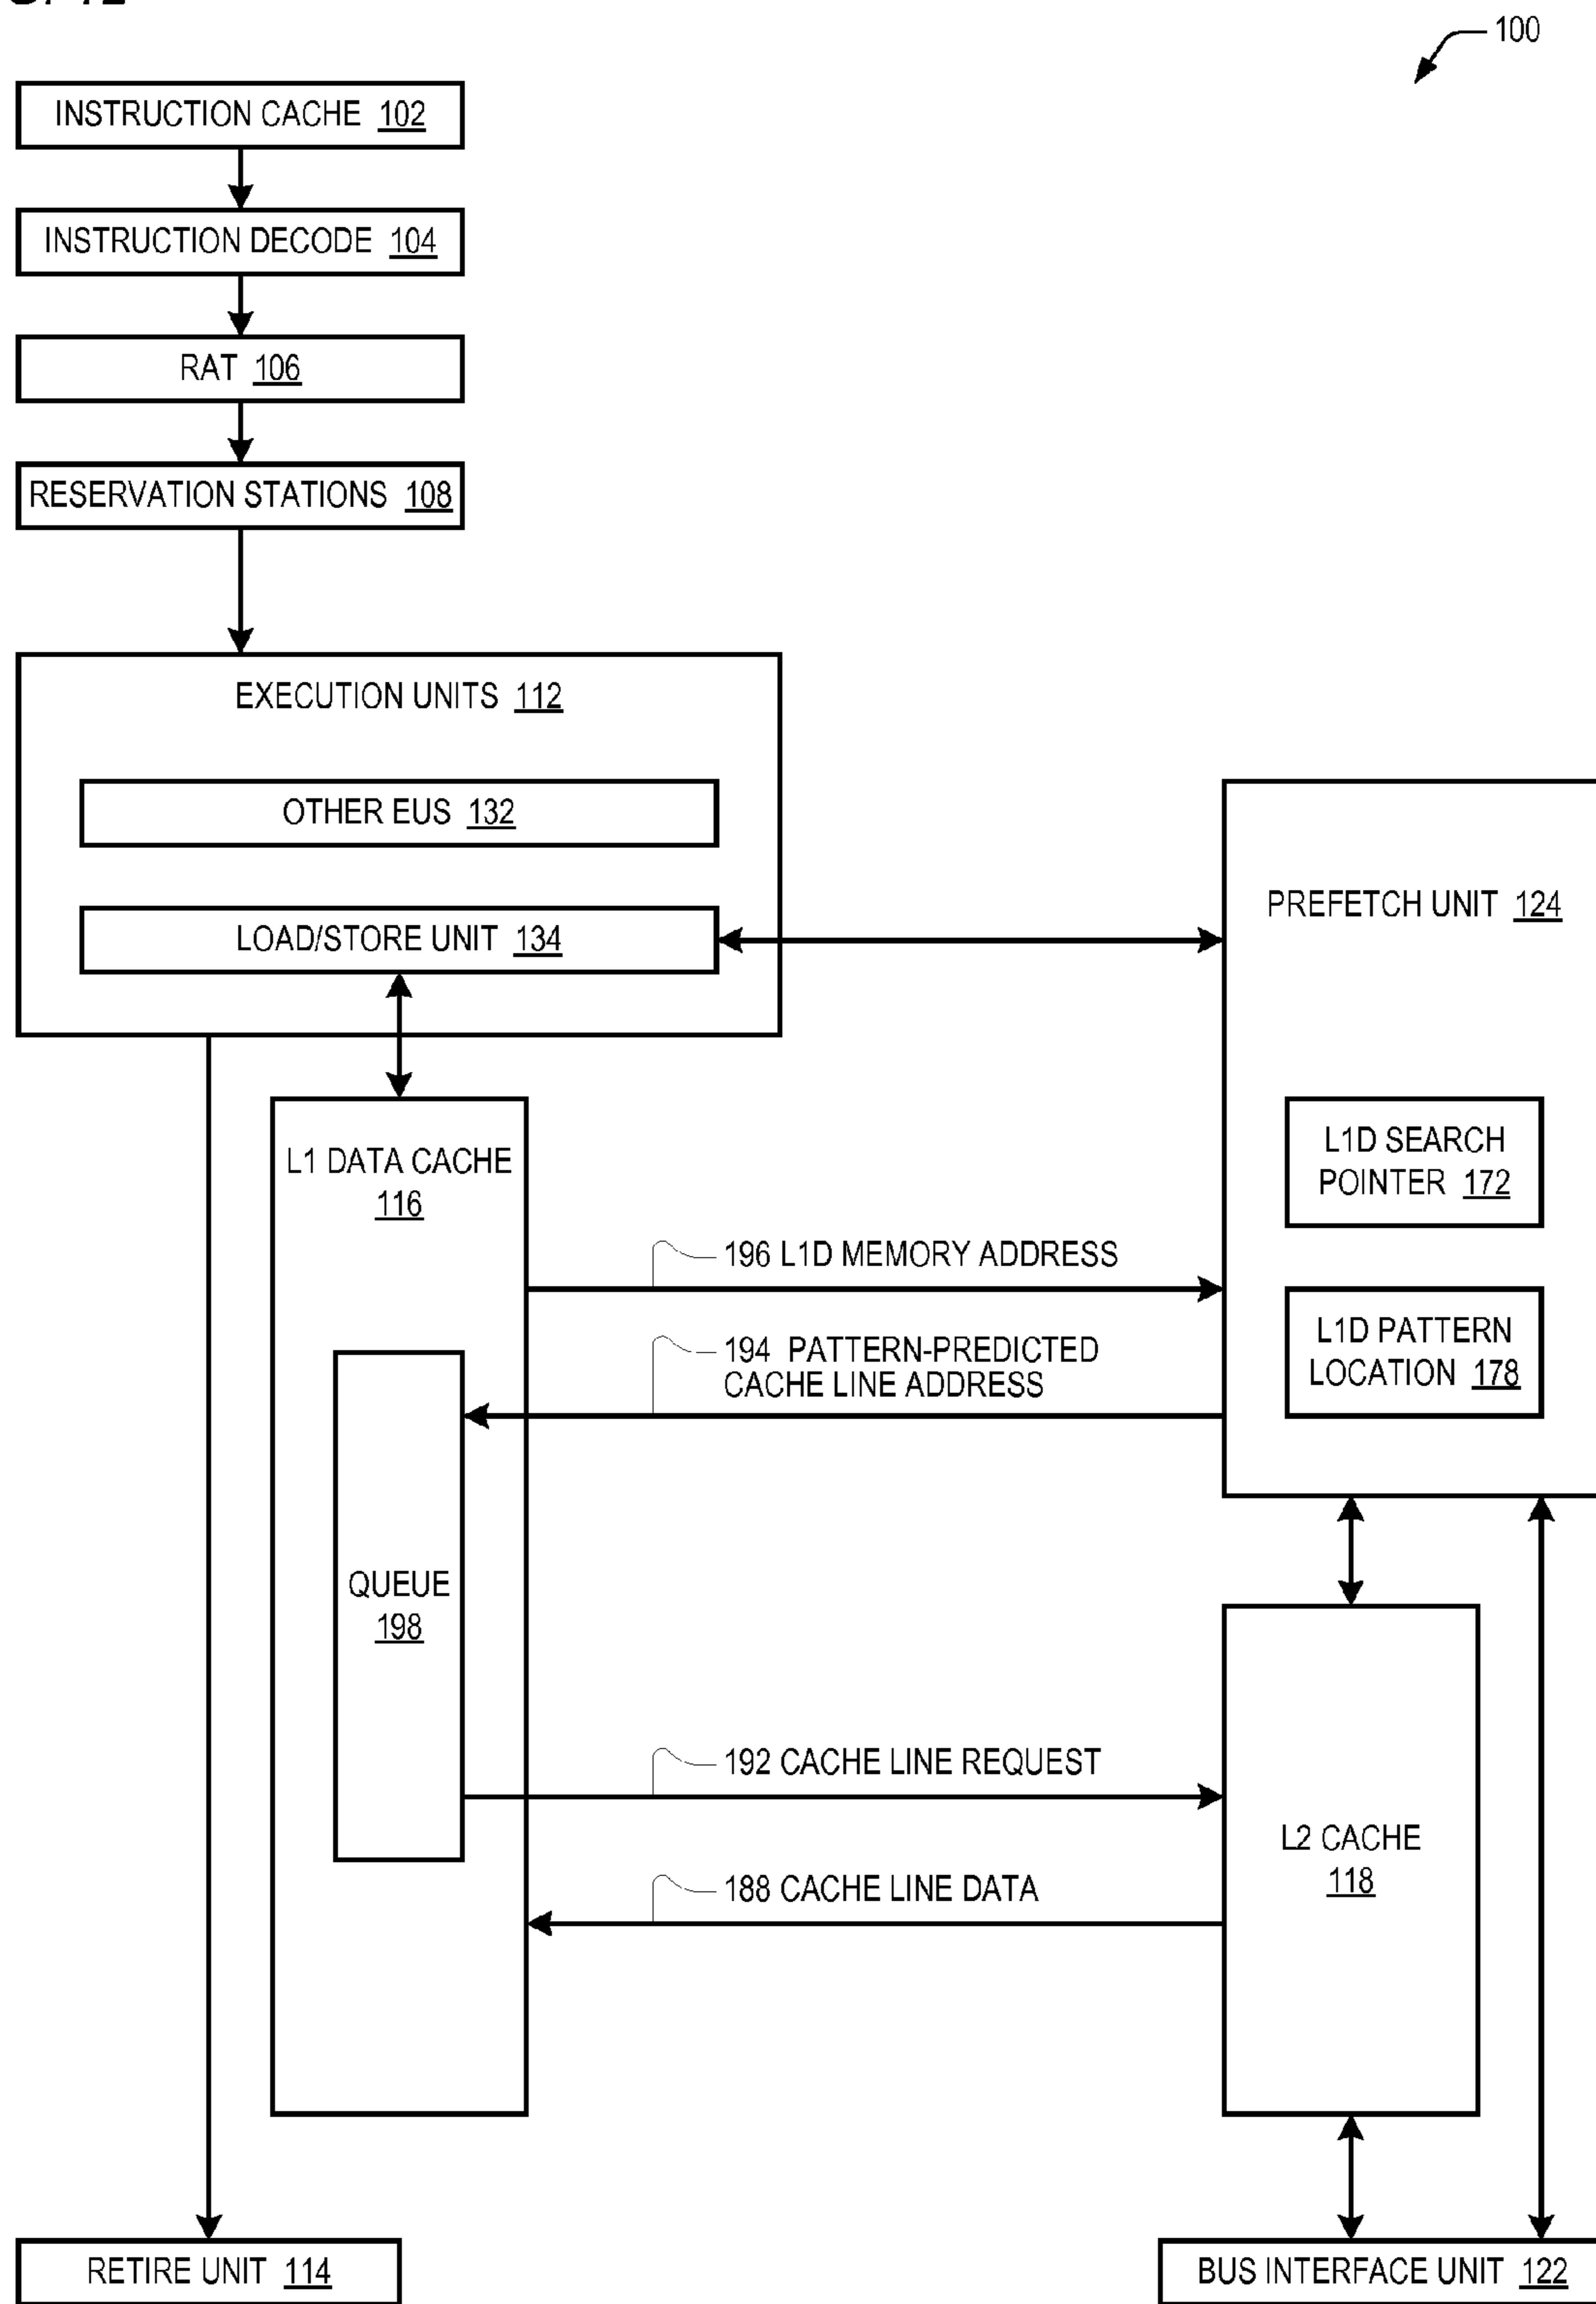 100
INSTRUCTION CACHE 102
INSTRUCTION DECODE 104
RAT 106
RESERVATION STATIONS 108
EXECUTION UNITS 112
OTHER EUS 132
LOAD/STORE UNIT 134
PREFETCH UNIT 124
L1D SEARCH
POINTER 172
L1D PATTERN
LOCATION 178
L1 DATA CACHE
116
196 L1D MEMORY ADDRESS
194 PATTERN-PREDICTED
CACHE LINE ADDRESS
QUEUE
198
192 CACHE LINE REQUEST
188 CACHE LINE DATA
L2 CACHE
118
RETIRE UNIT 114
BUS INTERFACE UNIT 122